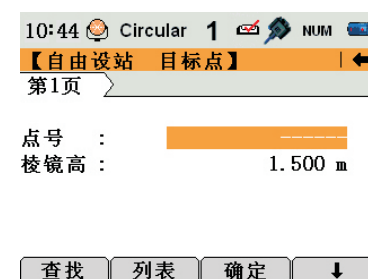 10:44 Circular 1 NUM
【自由设站 目标点】
第1页
点号 : ------
棱镜高 : 1.500 m
查找 列表 确定 ↓